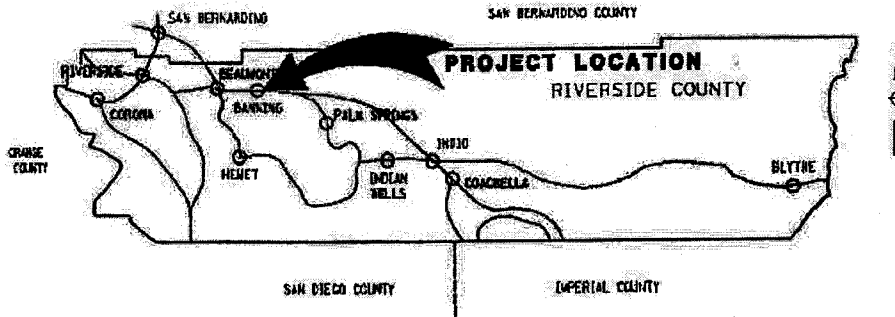 SAN BERNARDINO
SAN BERNARDINO COUNTY
RIVERSIDE
BEAUMONT
PROJECT LOCATION
BANNING
RIVERSIDE COUNTY
CORONA
PALM SPRINGS
ORANGE
COUNTY
HEMET
INDIO
INDIAN
WELLS
COACHELLA
BLYTHE
SAN DIEGO COUNTY
IMPERIAL COUNTY